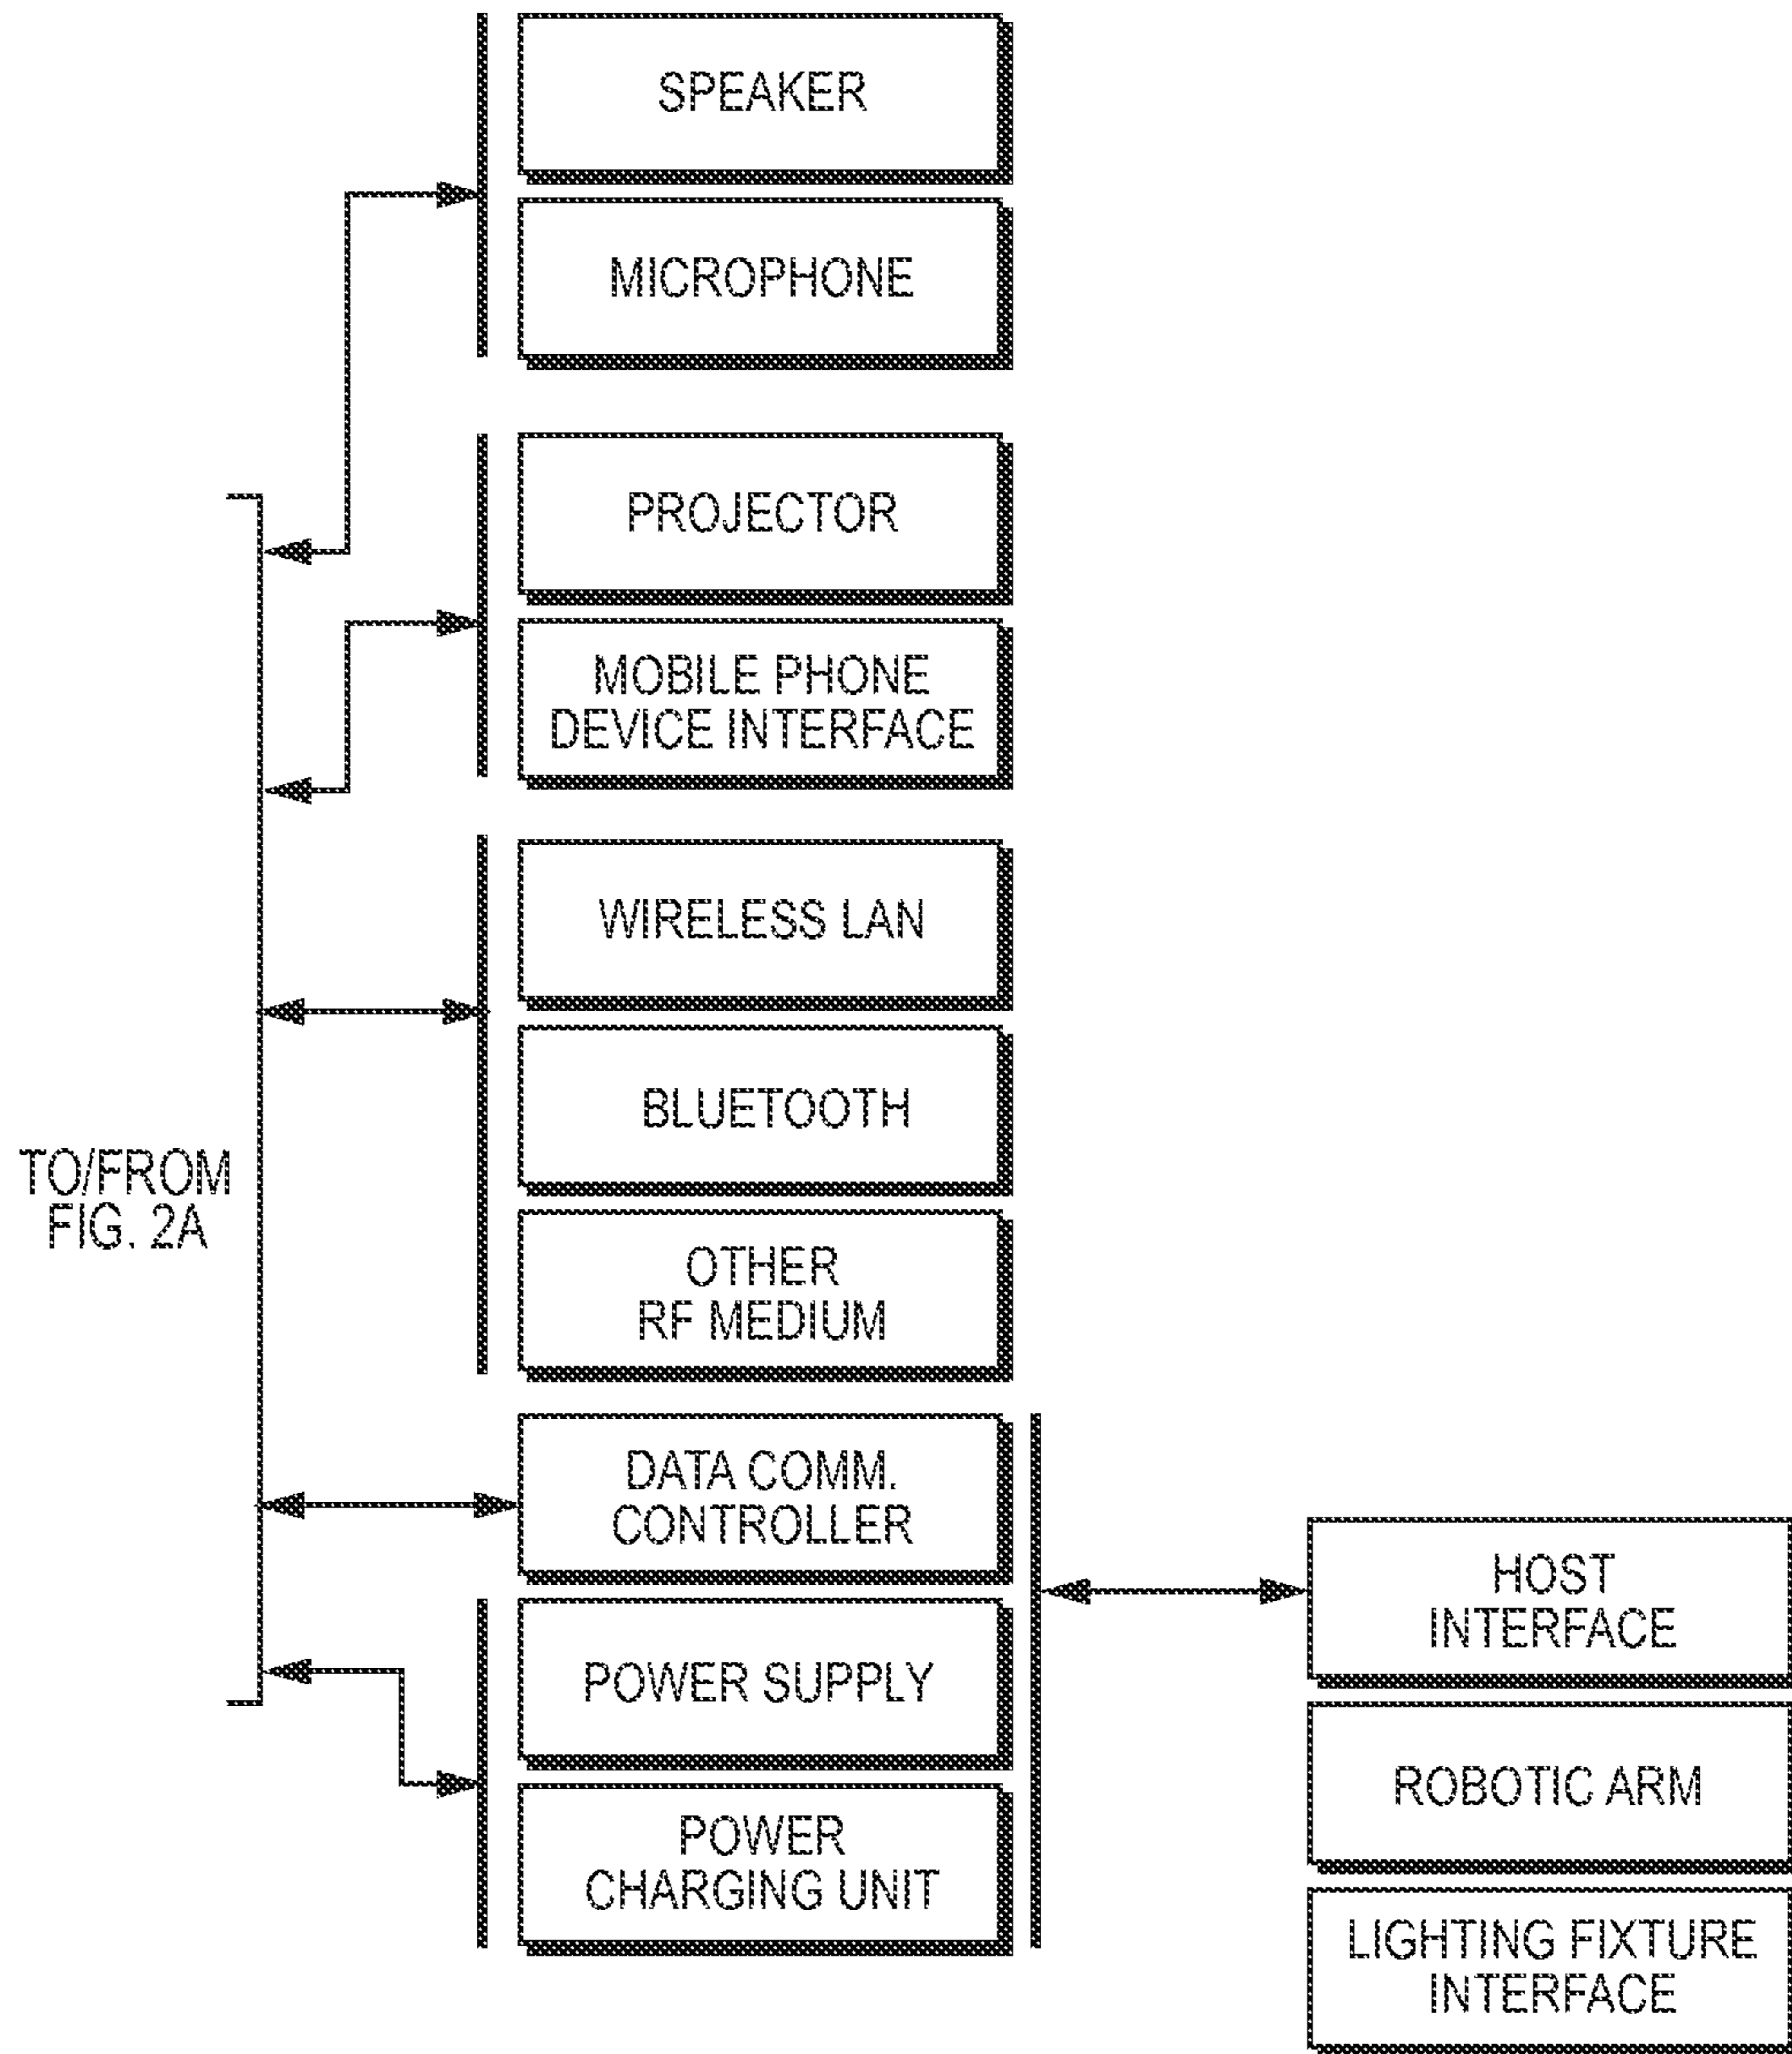 SPEAKER
MICROPHONE
PROJECTOR
MOBILE PHONE
DEVICE INTERFACE
WIRELESS LAN
BLUETOOTH
TO/FROM
FIG. 2A
OTHER
RF MEDIUM
DATA COMM.
CONTROLLER
HOST
INTERFACE
POWER SUPPLY
ROBOTIC ARM
POWER
CHARGING UNIT
LIGHTING FIXTURE
INTERFACE